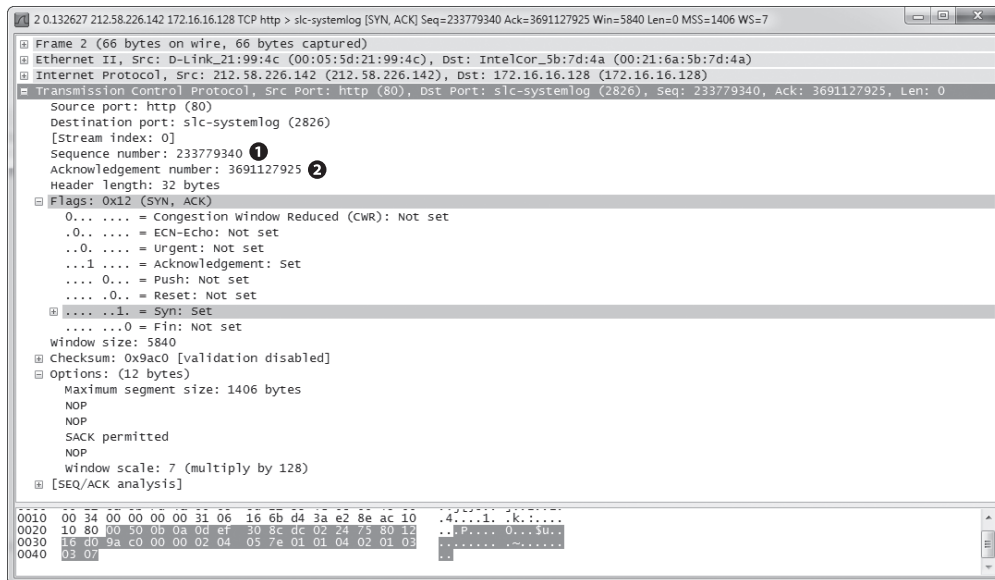 2 0.132627 212.58.226.142 172.16.16.128 TCP http > slc-systemlog [SYN, ACK] Seq=233779340 Ack=3691127925 Win=5840 Len=0 MSS=1406 WS=7
Frame 2 (66 bytes on wire, 66 bytes captured)
Ethernet II, Src: D-Link_21:99:4c (00:05:5d:21:99:4c), Dst: IntelCor_5b:7d:4a (00:21:6a:5b:7d:4a)
Internet Protocol, Src: 212.58.226.142 (212.58.226.142), Dst: 172.16.16.128 (172.16.16.128)
Transmission Control Protocol, Src Port: http (80), Dst Port: slc-systemlog (2826), Seq: 233779340, Ack: 3691127925, Len: 0
Source port: http (80)
Destination port: slc-systemlog (2826)
[Stream index: 0]
Sequence number: 233779340 ❶
Acknowledgement number: 3691127925 ❷
Header length: 32 bytes
Flags: 0x12 (SYN, ACK)
0... .... = Congestion Window Reduced (CWR): Not set
.0.. .... = ECN-Echo: Not set
..0. .... = Urgent: Not set
...1 .... = Acknowledgement: Set
.... 0... = Push: Not set
.... .0.. = Reset: Not set
.... ..1. = Syn: Set
.... ...0 = Fin: Not set
Window size: 5840
Checksum: 0x9ac0 [validation disabled]
Options: (12 bytes)
Maximum segment size: 1406 bytes
NOP
NOP
SACK permitted
NOP
Window scale: 7 (multiply by 128)
[SEQ/ACK analysis]
0010 00 34 00 00 00 00 31 06 16 6b d4 3a e2 8e ac 10 .4....1. .k.:....
0020 10 80 00 50 0b 0a 0d ef 30 8c dc 02 24 75 80 12 ...P.... 0...$u..
0030 16 d0 9a c0 00 00 02 04 05 7e 01 01 04 02 01 03 ........ .~......
0040 03 07 ..